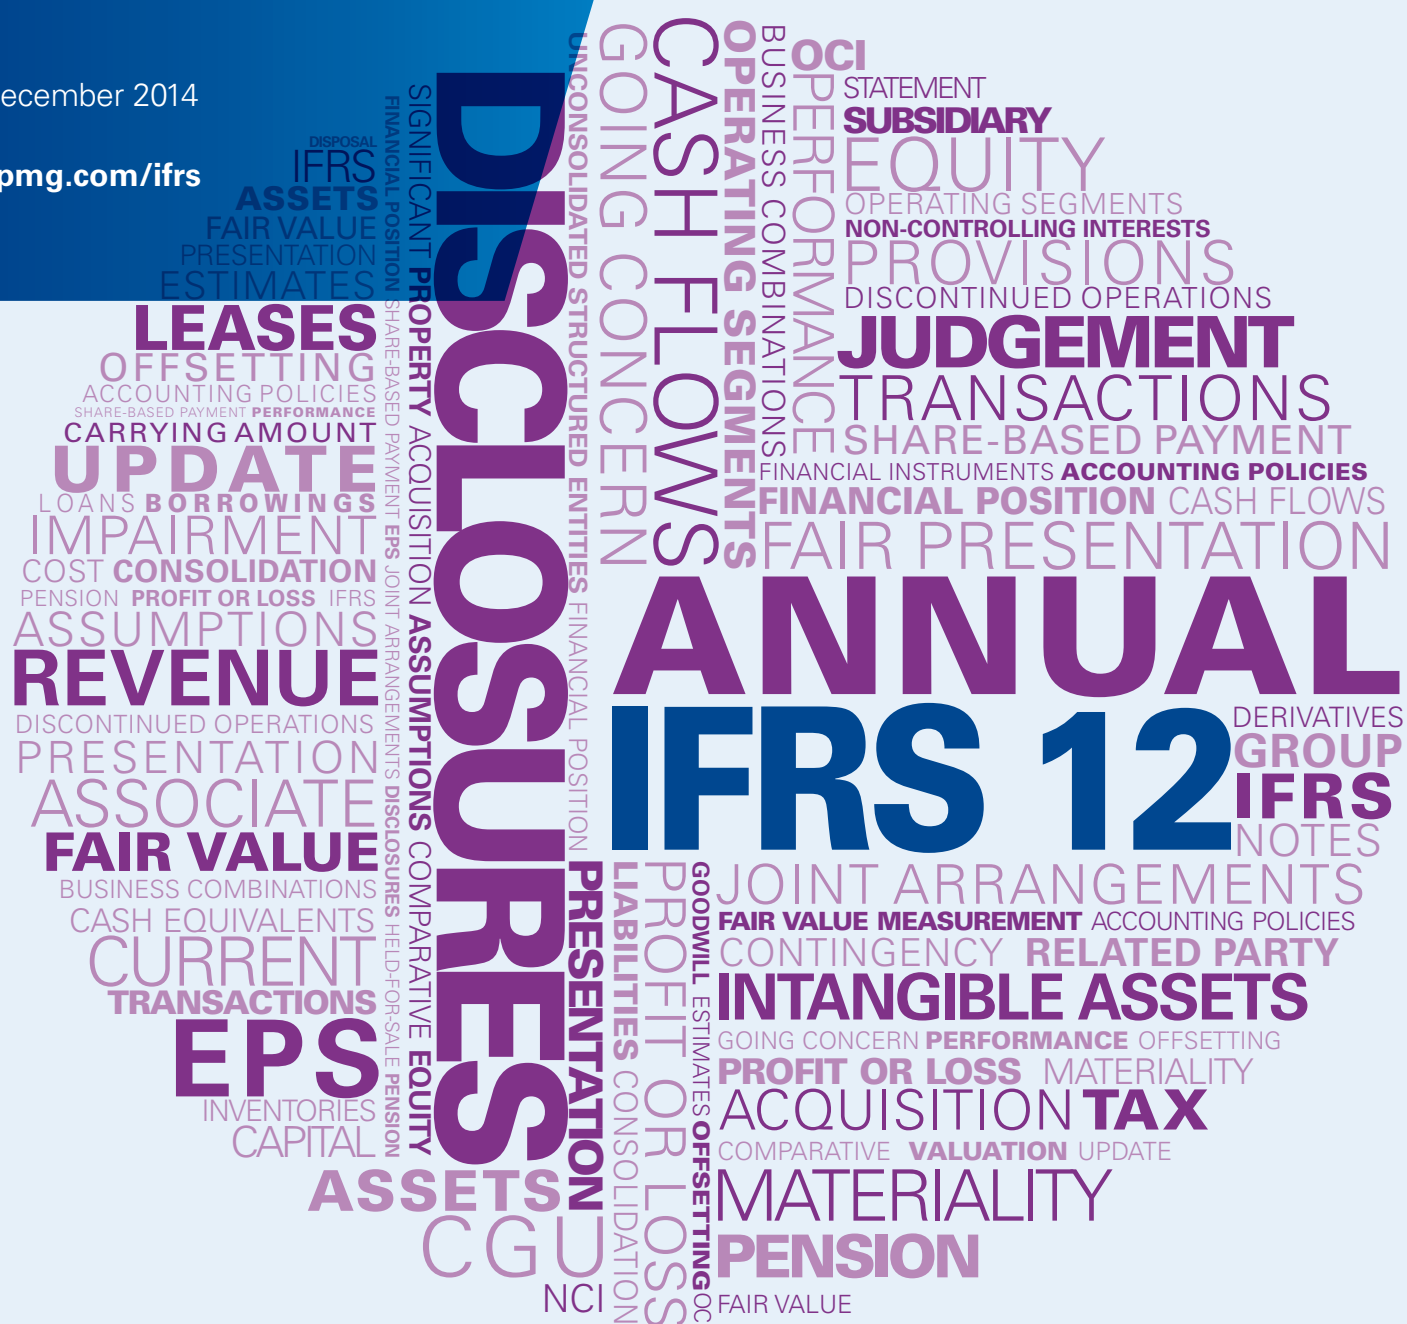 ecember 2014
pmg.com/ifrs
DISPOSAL
IFRS
ASSETS
FAIR VALUE
PRESENTATION
ESTIMATES
LEASES
OFFSETTING
ACCOUNTING POLICIES
SHARE-BASED PAYMENT PERFORMANCE
CARRYING AMOUNT
UPDATE
LOANS BORROWINGS
IMPAIRMENT
COST CONSOLIDATION
PENSION PROFIT OR LOSS IFRS
ASSUMPTIONS
REVENUE
DISCONTINUED OPERATIONS
PRESENTATION
ASSOCIATE
FAIR VALUE
BUSINESS COMBINATIONS
CASH EQUIVALENTS
CURRENT
TRANSACTIONS
EPS
INVENTORIES
CAPITAL
FINANCIAL POSITION SHARE-BASED PAYMENT EPS JOINT ARRANGEMENTS DISCLOSURES HELD-FOR-SALE PENSION
SIGNIFICANT PROPERTY ACQUISITION ASSUMPTIONS COMPARATIVE EQUITY
DISCLOSURES
ASSETS
CGU
NCI
UNCONSOLIDATED STRUCTURED ENTITIES FINANCIAL POSITION
PRESENTATION
GOING CONCERN
CASH FLOWS
OPERATING SEGMENTS
BUSINESS COMBINATIONS
OCI
PERFORMANCE
STATEMENT
SUBSIDIARY
EQUITY
OPERATING SEGMENTS
NON-CONTROLLING INTERESTS
PROVISIONS
DISCONTINUED OPERATIONS
JUDGEMENT
TRANSACTIONS
SHARE-BASED PAYMENT
FINANCIAL INSTRUMENTS ACCOUNTING POLICIES
FINANCIAL POSITION CASH FLOWS
FAIR PRESENTATION
ANNUAL
IFRS 12
DERIVATIVES
GROUP
IFRS
NOTES
LIABILITIES CONSOLIDATION
PROFIT OR LOSS
GOODWILL ESTIMATES OFFSETTING OC
JOINT ARRANGEMENTS
FAIR VALUE MEASUREMENT ACCOUNTING POLICIES
CONTINGENCY RELATED PARTY
INTANGIBLE ASSETS
GOING CONCERN PERFORMANCE OFFSETTING
PROFIT OR LOSS MATERIALITY
ACQUISITION TAX
COMPARATIVE VALUATION UPDATE
MATERIALITY
PENSION
FAIR VALUE